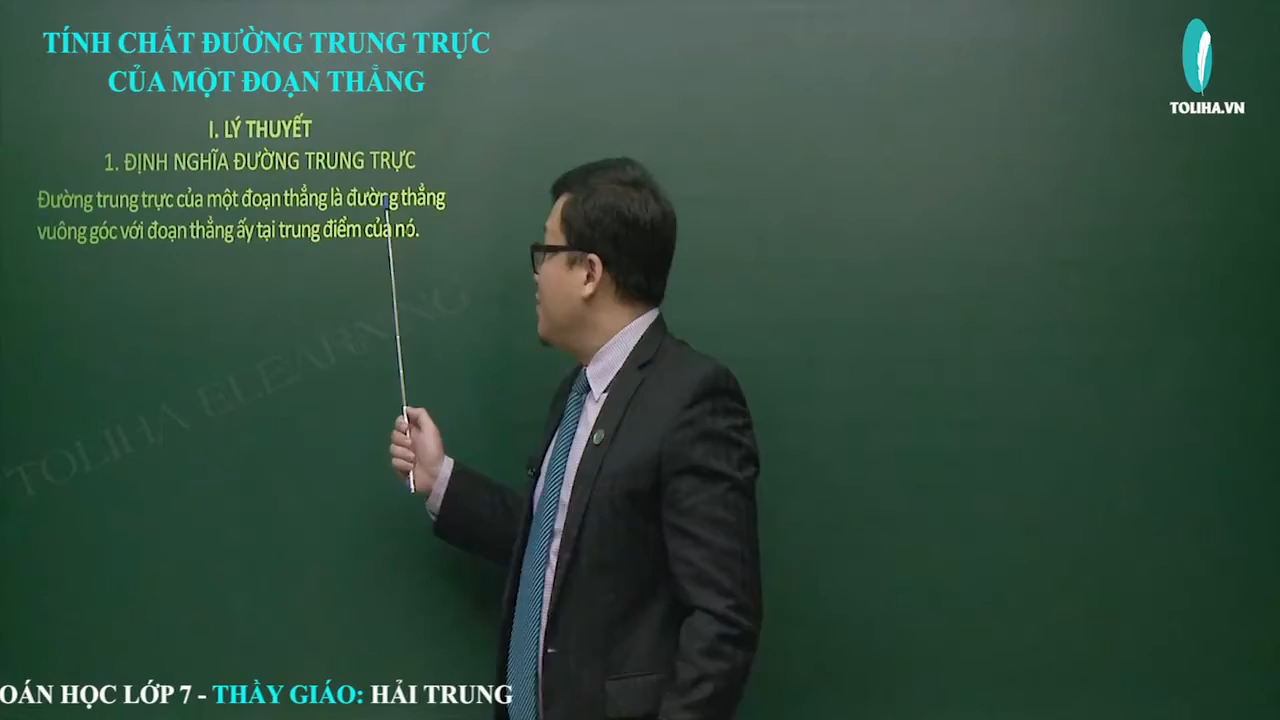 TÍNH CHẤT ĐƯỜNG TRUNG TRỰC
CỦA MỘT ĐOẠN THẲNG
TOLIHA.VN
I. LÝ THUYẾT
1. ĐỊNH NGHĨA ĐƯỜNG TRUNG TRỰC
Đường trung trực của một đoạn thẳng là đường thẳng
vuông góc với đoạn thẳng ấy tại trung điểm của nó.
TOLIHA ELEARNING
OÁN HỌC LỚP 7 - THẦY GIÁO: HẢI TRUNG